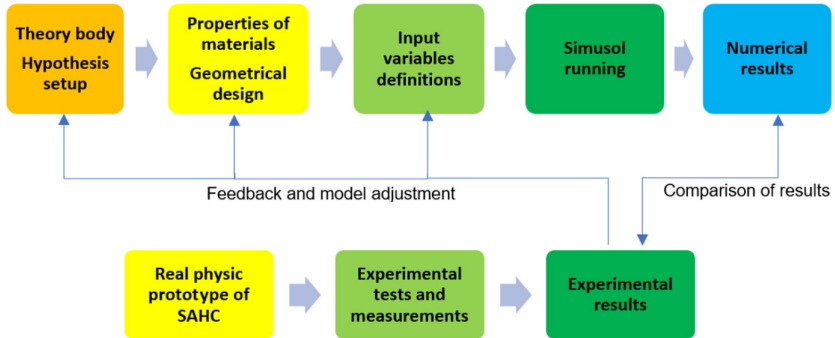 Theory body
Hypothesis
setup
Properties of
materials
Geometrical
design
Input
variables
definitions
Simusol
running
Numerical
results
Feedback and model adjustment
Comparison of results
Real physic
prototype of
SAHC
Experimental
tests and
measurements
Experimental
results